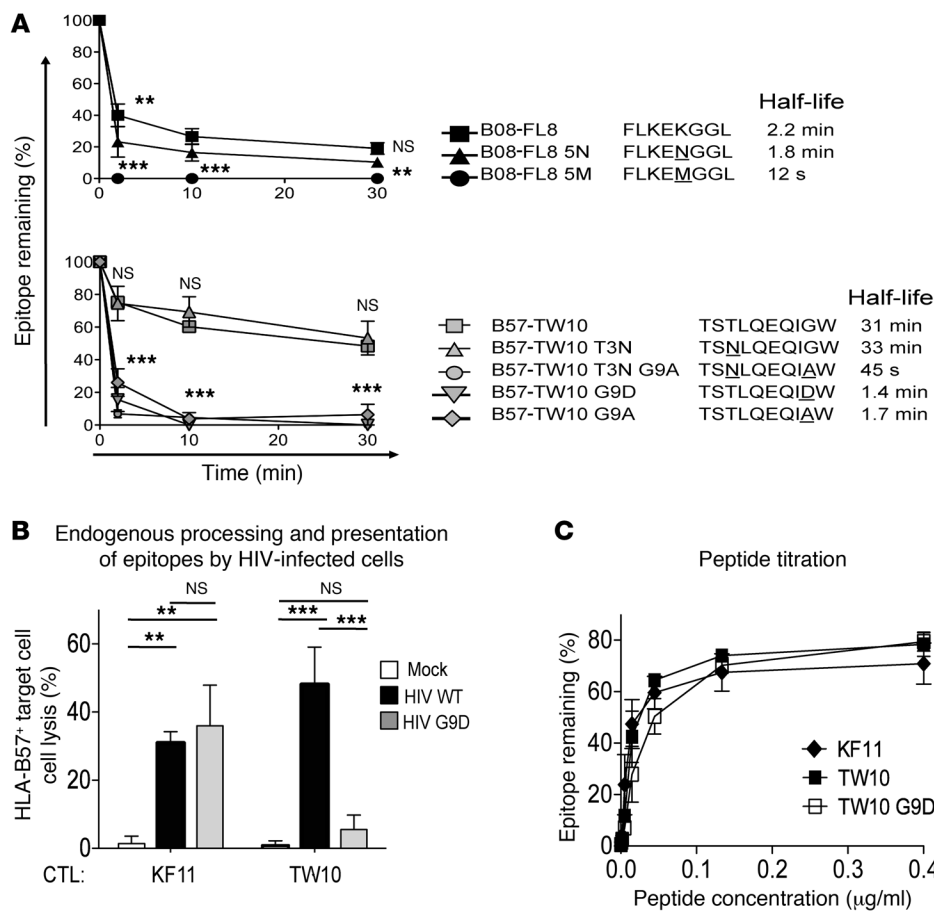 A
Epitope remaining (%)
100
80
60
40
20
0
**
***
***
NS
**
0
10
20
30
Half-life
B08-FL8 FLKEKGGL 2.2 min
B08-FL8 5N FLKENGGL 1.8 min
B08-FL8 5M FLKEMGGL 12 s
100
80
60
40
20
0
NS
NS
NS
***
***
***
0
10
20
30
Time (min)
Half-life
B57-TW10 TSTLQEQIGW 31 min
B57-TW10 T3N TSNLQEQIGW 33 min
B57-TW10 T3N G9A TSNLQEQIAW 45 s
B57-TW10 G9D TSTLQEQIDW 1.4 min
B57-TW10 G9A TSTLQEQIAW 1.7 min
B
Endogenous processing and presentation
of epitopes by HIV-infected cells
HLA-B57+ target cell
cell lysis (%)
60
40
20
0
NS
**
**
NS
***
***
Mock
HIV WT
HIV G9D
CTL: KF11 TW10
C
Peptide titration
Epitope remaining (%)
80
60
40
20
0
KF11
TW10
TW10 G9D
0.0
0.1
0.2
0.3
0.4
Peptide concentration (μg/ml)